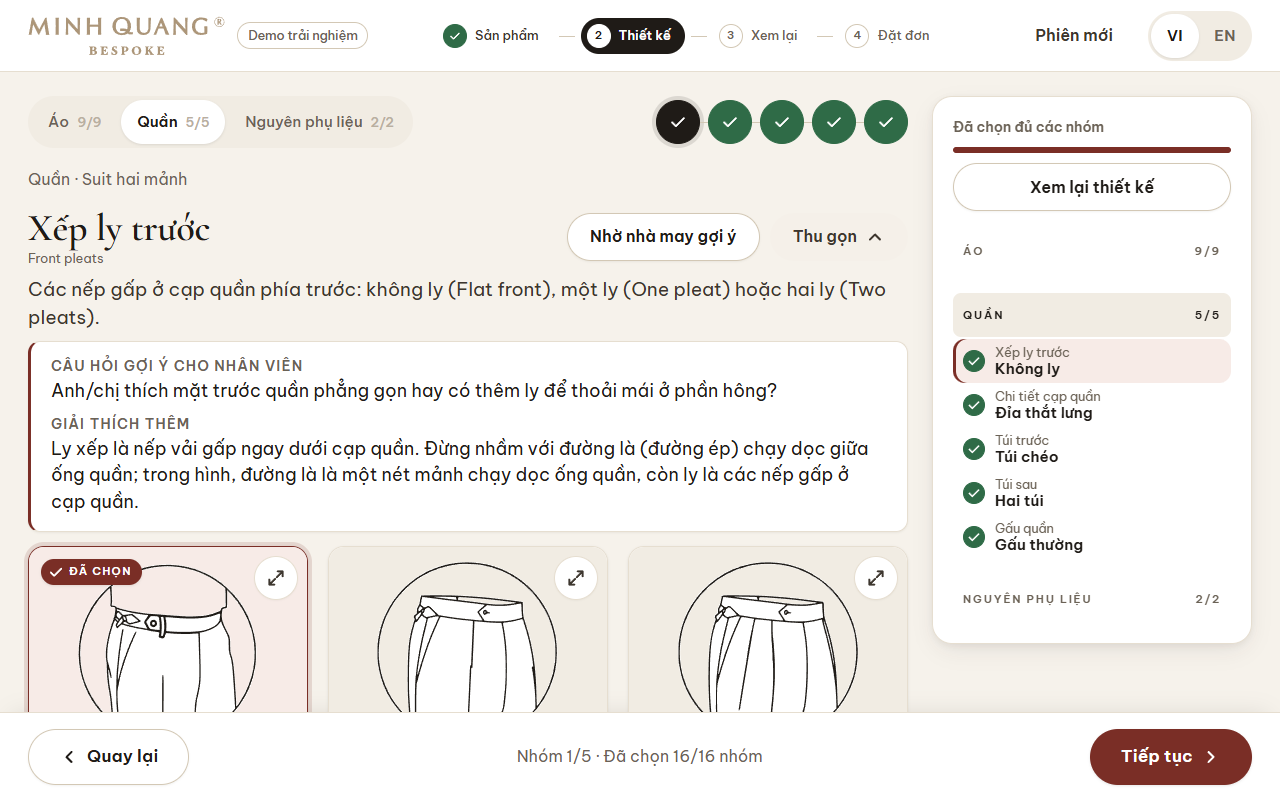 MINH QUANG®
BESPOKE
Demo trải nghiệm
Sản phẩm
2 Thiết kế
3 Xem lại
4 Đặt đơn
Phiên mới
VI EN
Áo 9/9
Quần 5/5
Nguyên phụ liệu 2/2
Quần · Suit hai mảnh
Xếp ly trước
Front pleats
Nhờ nhà may gợi ý
Thu gọn
Các nếp gấp ở cạp quần phía trước: không ly (Flat front), một ly (One pleat) hoặc hai ly (Two
pleats).
CÂU HỎI GỢI Ý CHO NHÂN VIÊN
Anh/chị thích mặt trước quần phẳng gọn hay có thêm ly để thoải mái ở phần hông?
GIẢI THÍCH THÊM
Ly xếp là nếp vải gấp ngay dưới cạp quần. Đừng nhầm với đường là (đường ép) chạy dọc giữa
ống quần; trong hình, đường là là một nét mảnh chạy dọc ống quần, còn ly là các nếp gấp ở
cạp quần.
ĐÃ CHỌN
Đã chọn đủ các nhóm
Xem lại thiết kế
ÁO 9/9
QUẦN 5/5
Xếp ly trước
Không ly
Chi tiết cạp quần
Đỉa thắt lưng
Túi trước
Túi chéo
Túi sau
Hai túi
Gấu quần
Gấu thường
NGUYÊN PHỤ LIỆU 2/2
Quay lại
Nhóm 1/5 · Đã chọn 16/16 nhóm
Tiếp tục